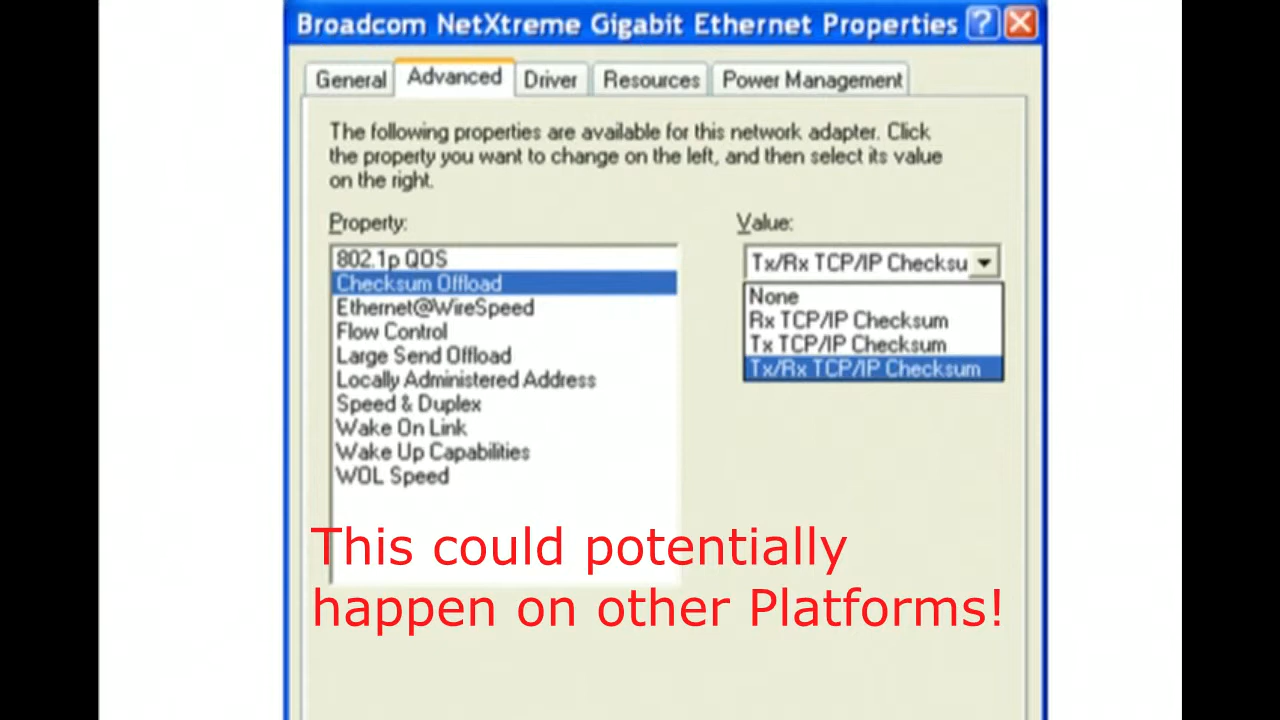 Broadcom NetXtreme Gigabit Ethernet Properties
General Advanced Driver Resources Power Management
The following properties are available for this network adapter. Click
the property you want to change on the left, and then select its value
on the right.
Property:
802.1p QOS
Checksum Offload
Ethernet@WireSpeed
Flow Control
Large Send Offload
Locally Administered Address
Speed & Duplex
Wake On Link
Wake Up Capabilities
WOL Speed
Value:
Tx/Rx TCP/IP Checksu
None
Rx TCP/IP Checksum
Tx TCP/IP Checksum
Tx/Rx TCP/IP Checksum
This could potentially
happen on other Platforms!